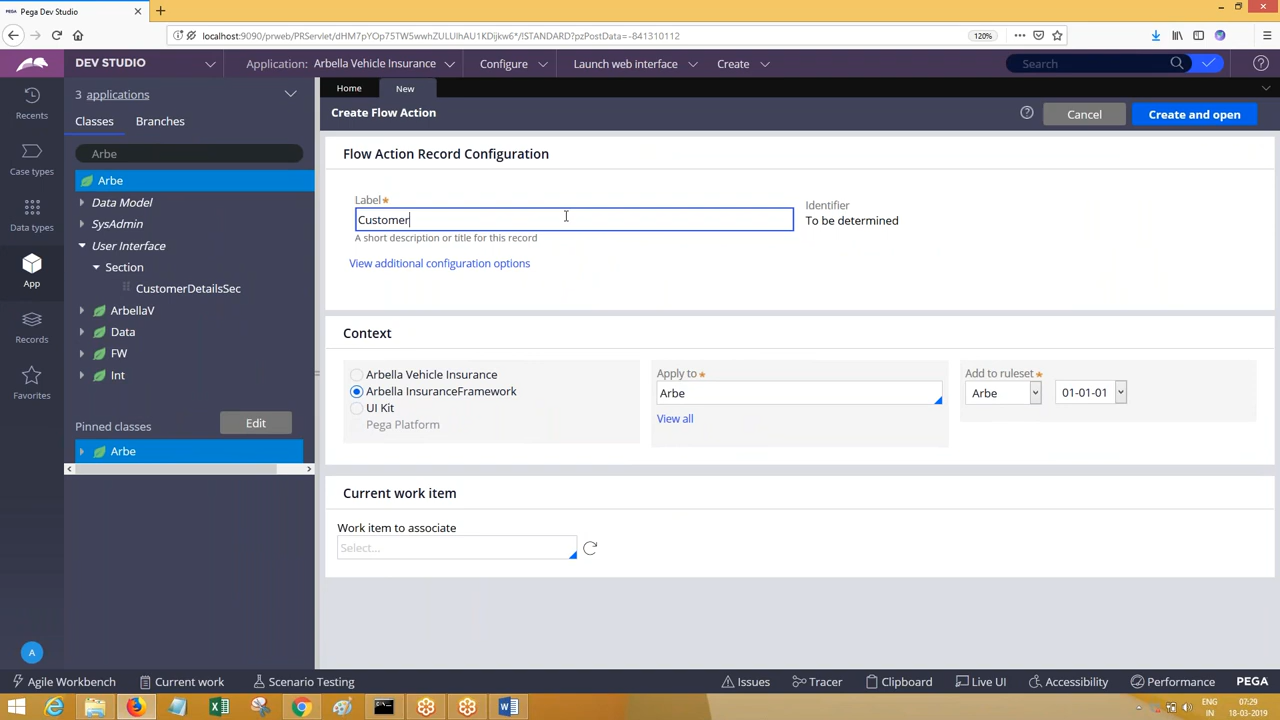 Pega Dev Studio
localhost:9090/prweb/PRServlet/dHM7pYOp75TW5wwhZULUlhAU1KDijkw6*/!STANDARD?pzPostData=-841310112
120%
DEV STUDIO
Application: Arbella Vehicle Insurance
Configure
Launch web interface
Create
Search
3 applications
Home
New
Recents
Classes
Branches
Create Flow Action
Cancel
Create and open
Arbe
Flow Action Record Configuration
Case types
Arbe
Data Model
Label*
Identifier
Customer
To be determined
SysAdmin
A short description or title for this record
Data types
User Interface
View additional configuration options
Section
App
CustomerDetailsSec
ArbellaV
Context
Data
Records
FW
Arbella Vehicle Insurance
Apply to*
Add to ruleset*
Int
Arbella InsuranceFramework
Arbe
Arbe
01-01-01
Favorites
UI Kit
View all
Pega Platform
Pinned classes
Edit
Arbe
Current work item
Work item to associate
Select...
A
Agile Workbench
Current work
Scenario Testing
Issues
Tracer
Clipboard
Live UI
Accessibility
Performance
PEGA
ENG
07:29
IN
18-03-2019